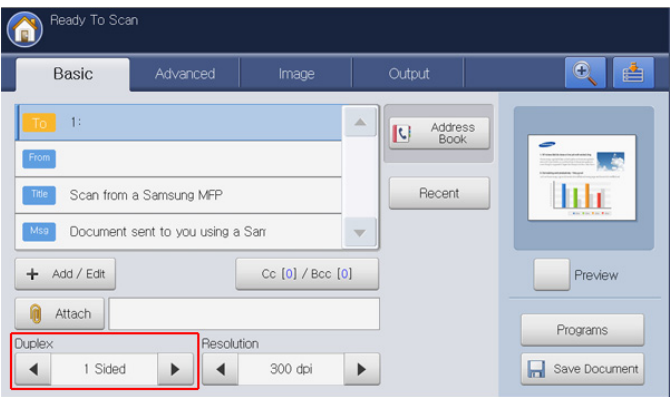 Ready To Scan
Basic
Advanced
Image
Output
To
1:
From
Title
Scan from a Samsung MFP
Msg
Document sent to you using a Sam
Address
Book
Recent
+ Add / Edit
Cc [0] / Bcc [0]
Attach
Preview
Duplex
1 Sided
Resolution
300 dpi
Programs
Save Document